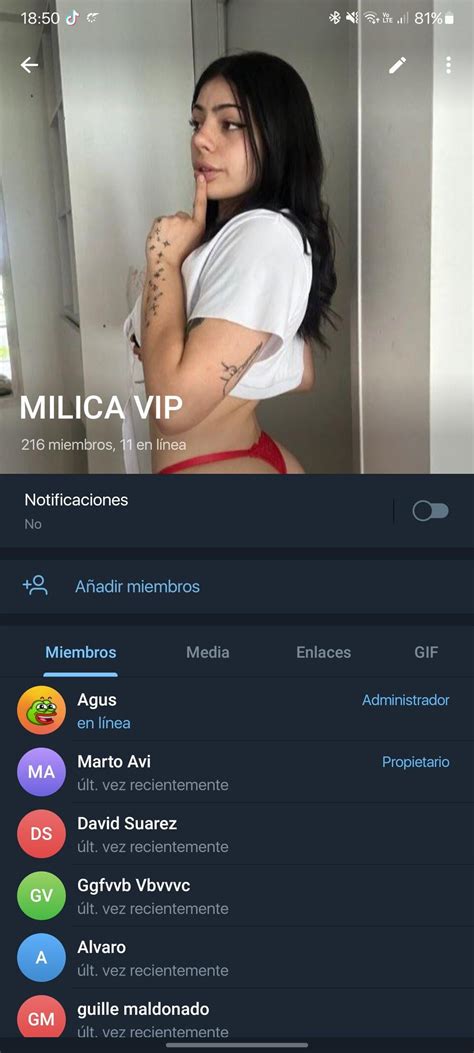 18:50 81%
Vo
LTE
MILICA VIP
216 miembros, 11 en línea
Notificaciones
No
Añadir miembros
Miembros Media Enlaces GIF
Agus Administrador
en línea
MA Marto Avi Propietario
últ. vez recientemente
DS David Suarez
últ. vez recientemente
GV Ggfvvb Vbvvvc
últ. vez recientemente
A Alvaro
últ. vez recientemente
GM guille maldonado
últ. vez recientemente